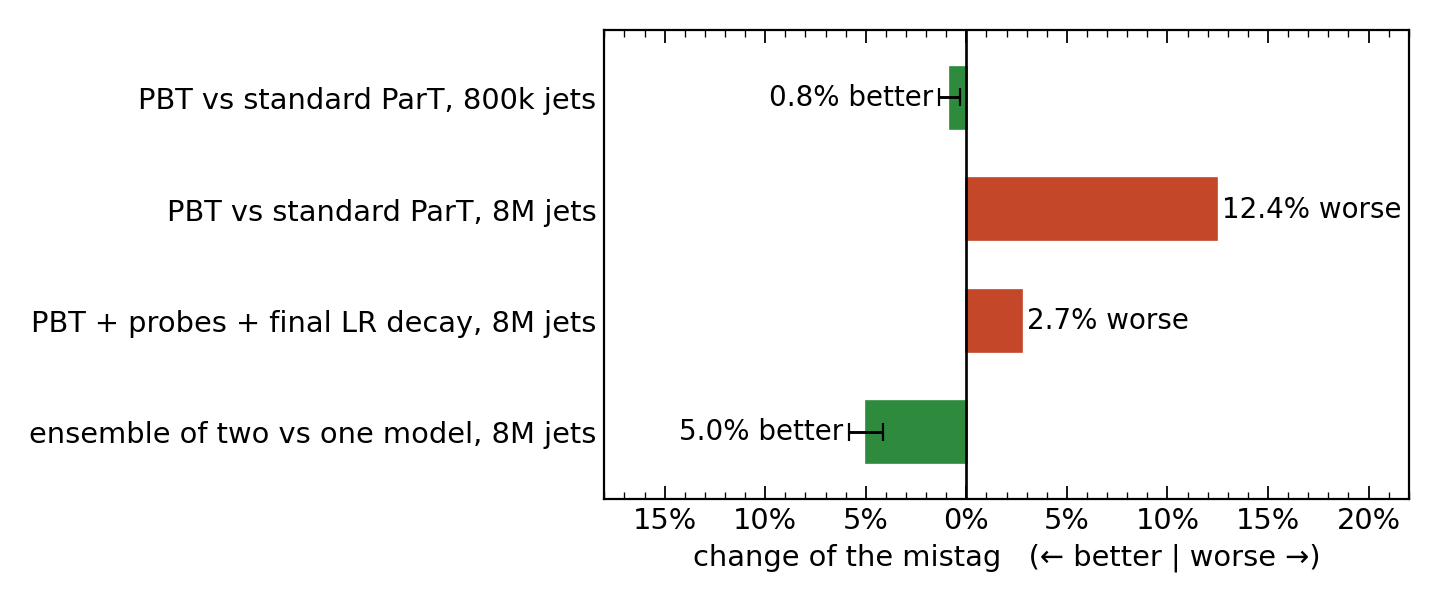 PBT vs standard ParT, 800k jets
0.8% better
PBT vs standard ParT, 8M jets
12.4% worse
PBT + probes + final LR decay, 8M jets
2.7% worse
ensemble of two vs one model, 8M jets
5.0% better
15% 10% 5% 0% 5% 10% 15% 20%
change of the mistag (← better | worse →)